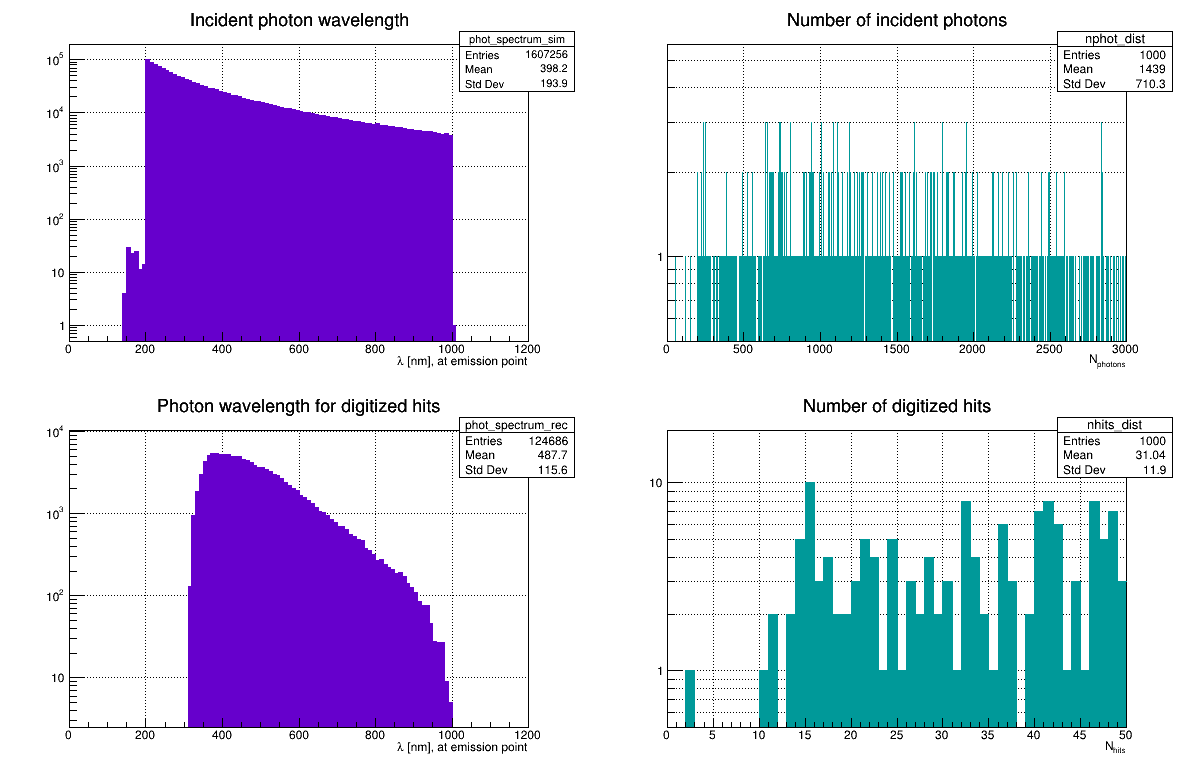 Incident photon wavelength
phot_spectrum_sim
Entries 1607256
Mean 398.2
Std Dev 193.9
10^5
10^4
10^3
10^2
10
1
0 200 400 600 800 1000 1200
λ [nm], at emission point
Number of incident photons
nphot_dist
Entries 1000
Mean 1439
Std Dev 710.3
1
0 500 1000 1500 2000 2500 3000
N_photons
Photon wavelength for digitized hits
phot_spectrum_rec
Entries 124686
Mean 487.7
Std Dev 115.6
10^4
10^3
10^2
10
0 200 400 600 800 1000 1200
λ [nm], at emission point
Number of digitized hits
nhits_dist
Entries 1000
Mean 31.04
Std Dev 11.9
10
1
0 5 10 15 20 25 30 35 40 45 50
N_hits